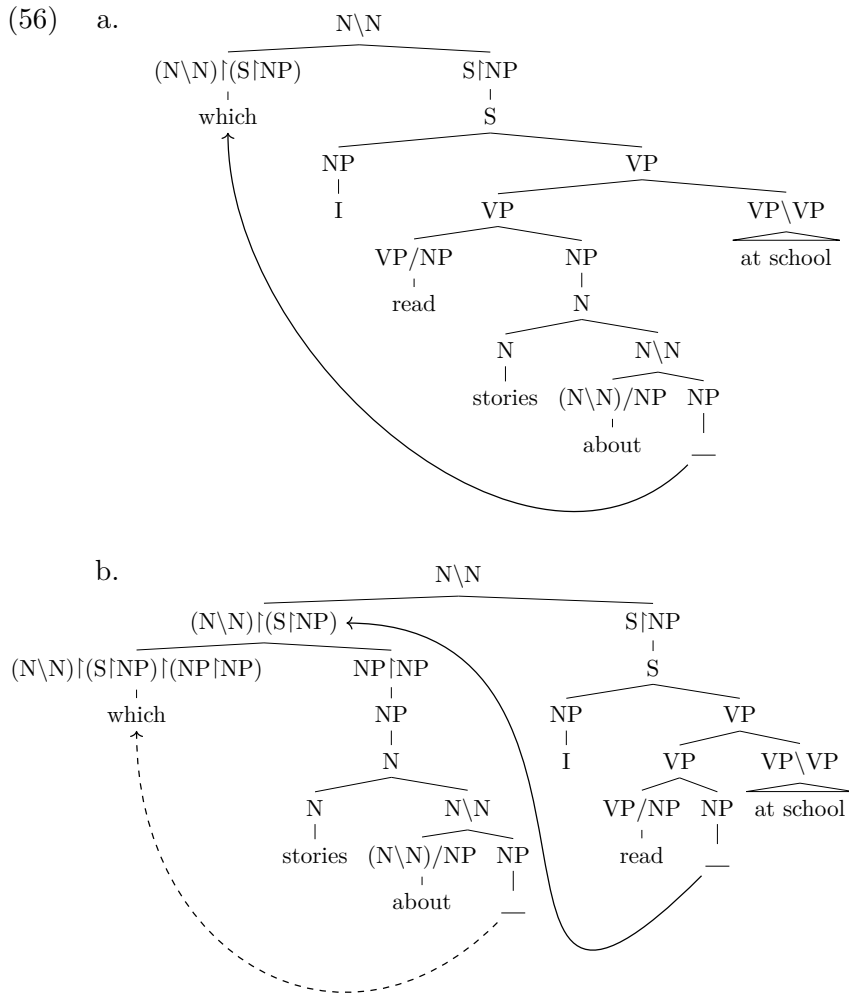 (56) a. N\N
(N\N)↾(S↾NP) S↾NP
which S
NP VP
I VP VP\VP
VP/NP NP at school
read N
N N\N
stories (N\N)/NP NP
about —
b. N\N
(N\N)↾(S↾NP) S↾NP
(N\N)↾(S↾NP)↾(NP↾NP) NP↾NP S
which NP NP VP
N I VP VP\VP
N N\N VP/NP NP at school
stories (N\N)/NP NP read —
about —